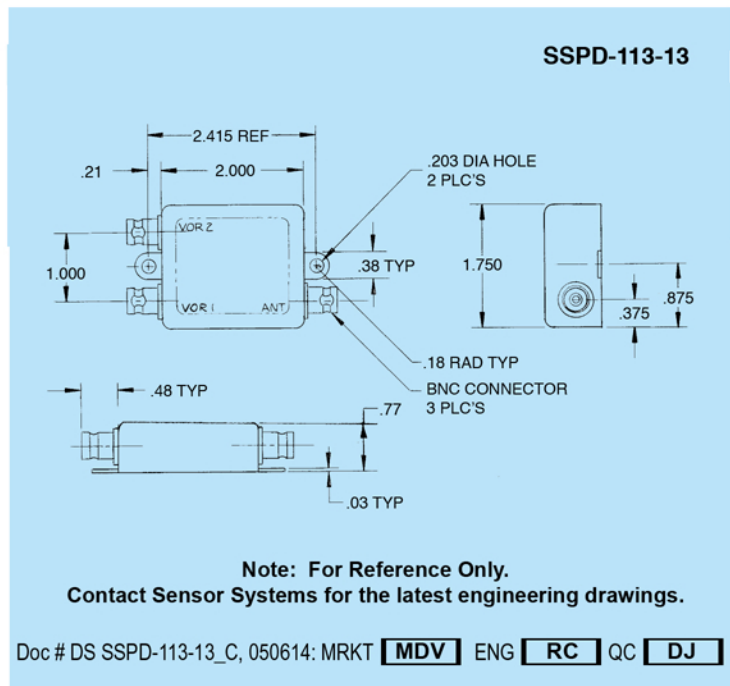 SSPD-113-13
2.415 REF
.21
2.000
.203 DIA HOLE
2 PLC'S
VOR 2
1.000
.38 TYP
1.750
.875
.375
VOR 1
ANT
.18 RAD TYP
BNC CONNECTOR
3 PLC'S
.48 TYP
.77
.03 TYP
Note: For Reference Only.
Contact Sensor Systems for the latest engineering drawings.
Doc # DS SSPD-113-13_C, 050614: MRKT MDV ENG RC QC DJ